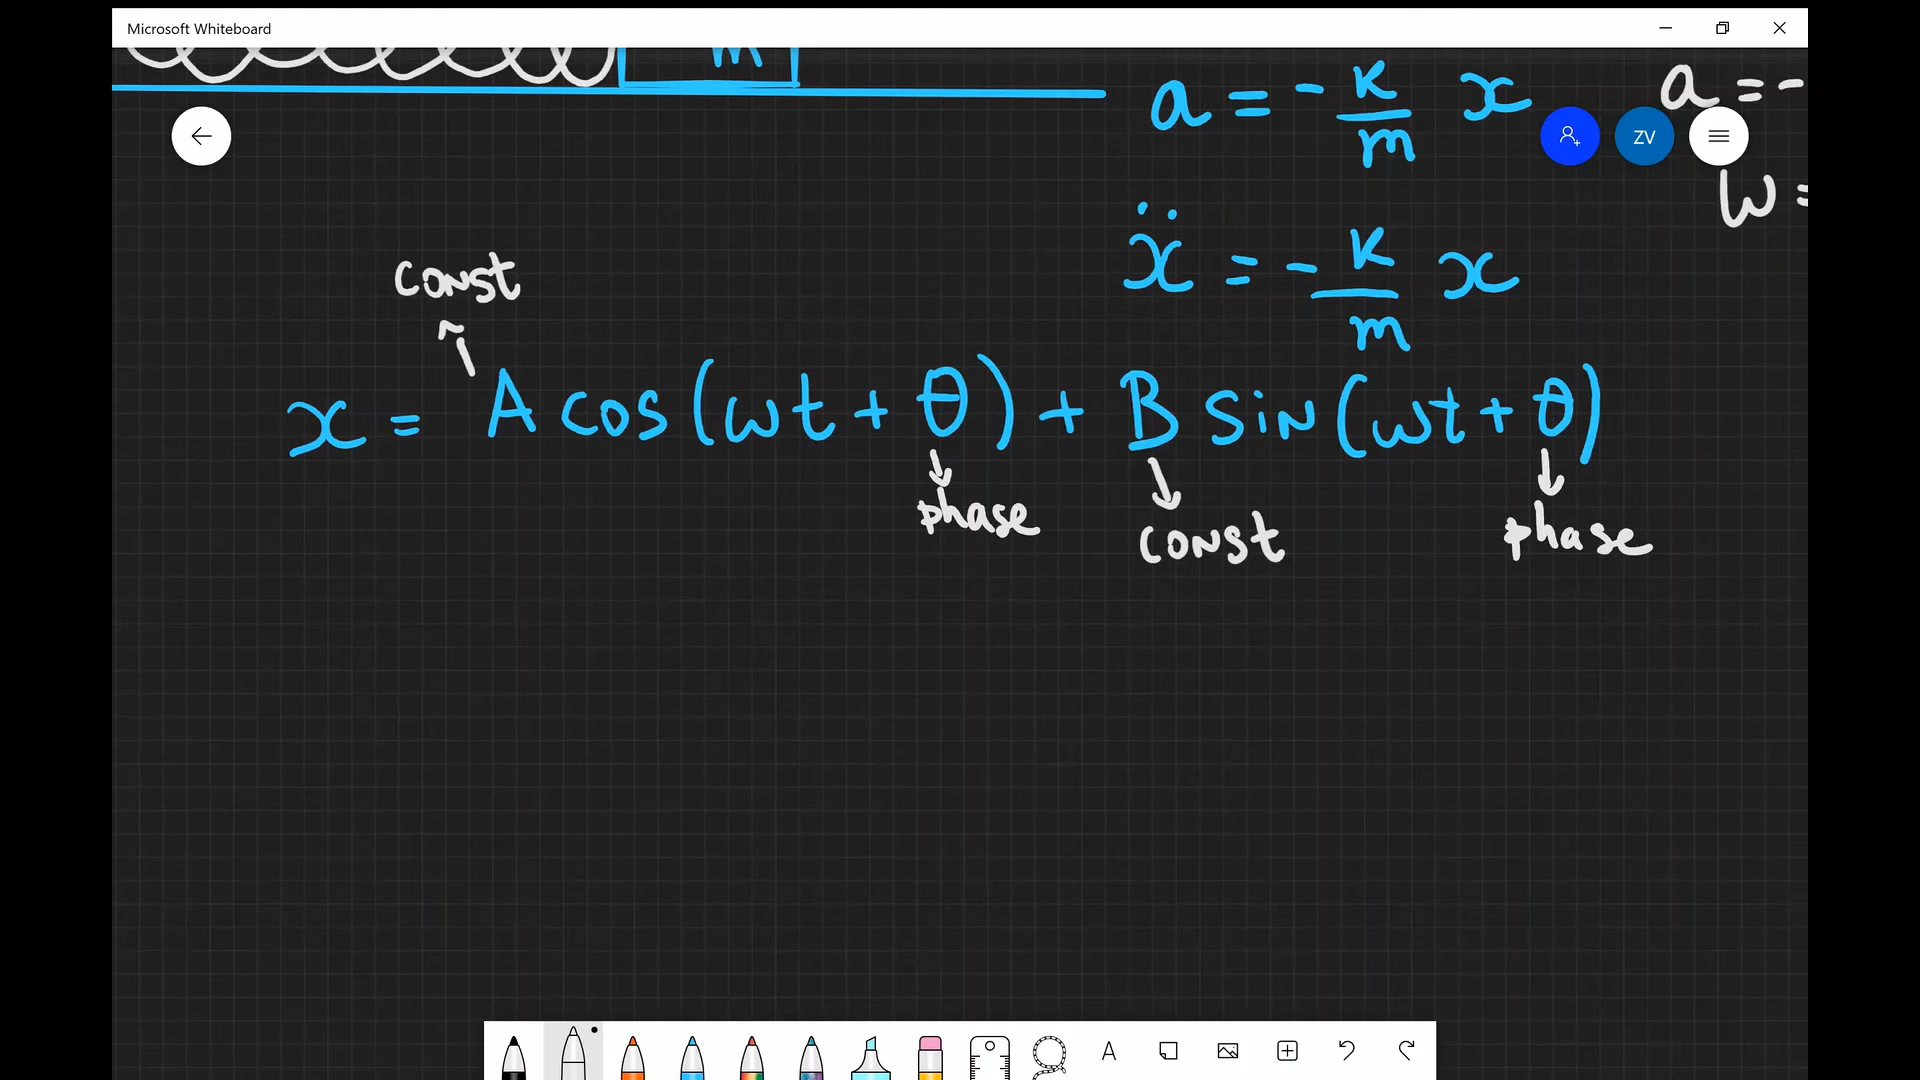 Microsoft Whiteboard
m
a = - k/m x
a = -
ZV
ω =
ẍ = - k/m x
const
x = A cos(ωt + θ) + B sin(ωt + θ)
phase
const
phase
A